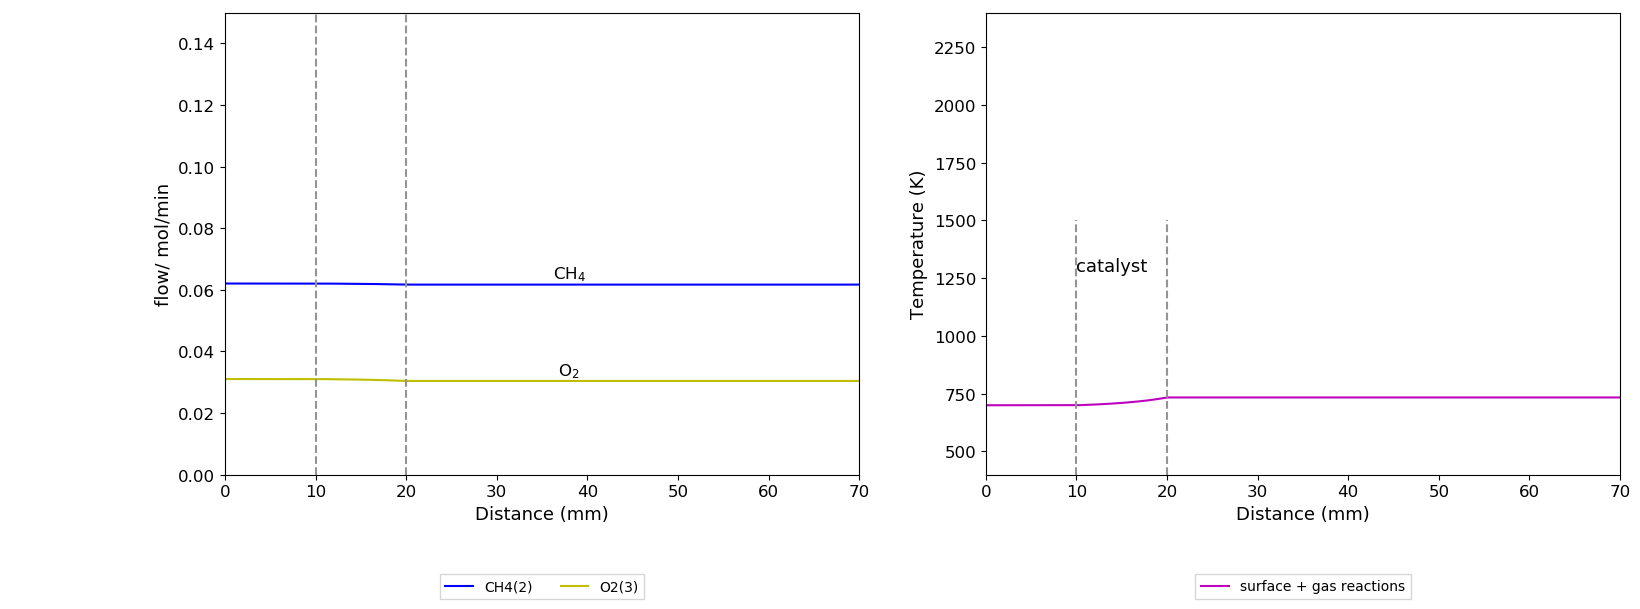 0.14
0.12
0.10
0.08
0.06
0.04
0.02
0.00
flow/ mol/min
CH₄
O₂
0 10 20 30 40 50 60 70
Distance (mm)
CH4(2) O2(3)
2250
2000
1750
1500
1250
1000
750
500
Temperature (K)
catalyst
0 10 20 30 40 50 60 70
Distance (mm)
surface + gas reactions